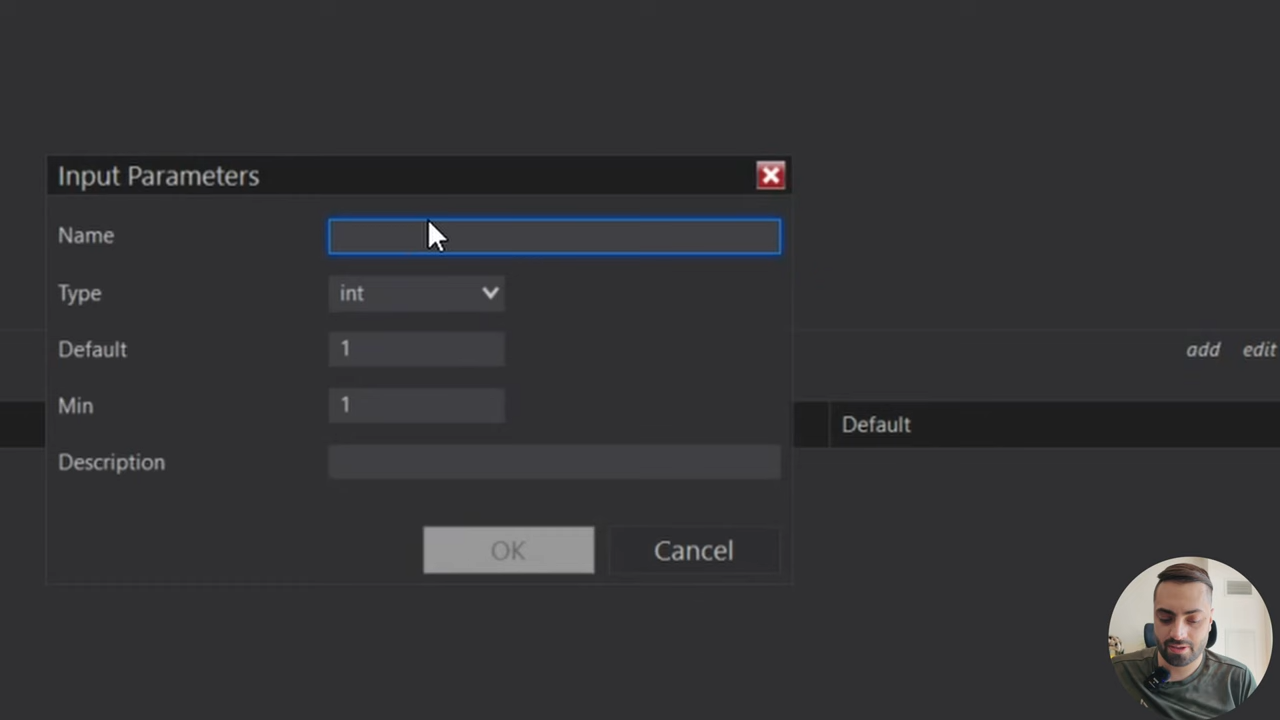 Input Parameters
Name
Type int
add edit
Default 1
Min 1
Default
Description
OK Cancel